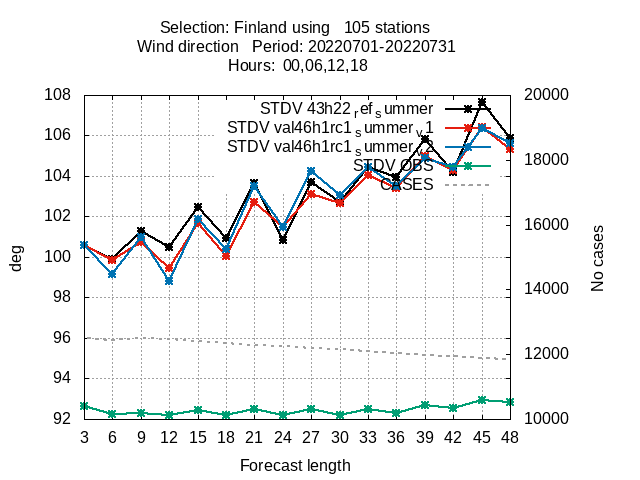 Selection: Finland using   105 stations
Wind direction   Period: 20220701-20220731
Hours: 00,06,12,18
STDV 43h22_ref_summer
STDV val46h1rc1_summer_v1
STDV val46h1rc1_summer_v2
STDV OBS
CASES
deg
No cases
108
106
104
102
100
98
96
94
92
20000
18000
16000
14000
12000
10000
3 6 9 12 15 18 21 24 27 30 33 36 39 42 45 48
Forecast length